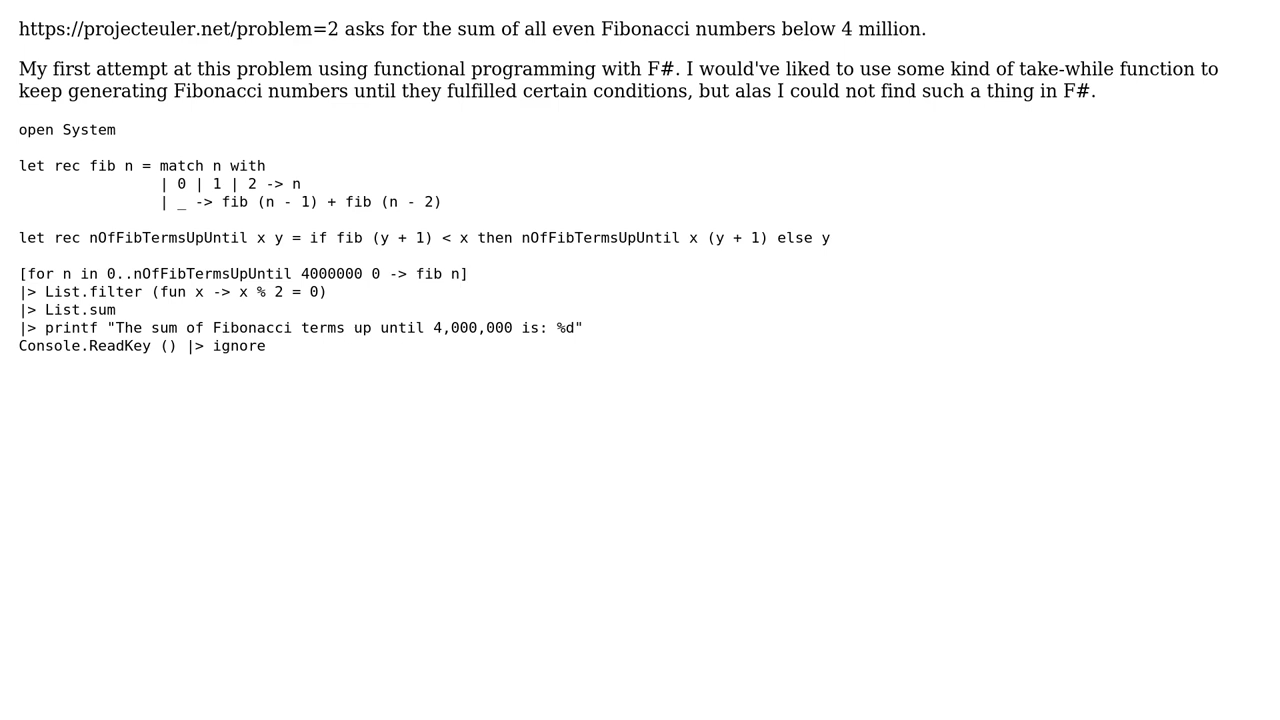 https://projecteuler.net/problem=2 asks for the sum of all even Fibonacci numbers below 4 million.
My first attempt at this problem using functional programming with F#. I would've liked to use some kind of take-while function to
keep generating Fibonacci numbers until they fulfilled certain conditions, but alas I could not find such a thing in F#.
open System
let rec fib n = match n with
                | 0 | 1 | 2 -> n
                | _ -> fib (n - 1) + fib (n - 2)
let rec nOfFibTermsUpUntil x y = if fib (y + 1) < x then nOfFibTermsUpUntil x (y + 1) else y
[for n in 0..nOfFibTermsUpUntil 4000000 0 -> fib n]
|> List.filter (fun x -> x % 2 = 0)
|> List.sum
|> printf "The sum of Fibonacci terms up until 4,000,000 is: %d"
Console.ReadKey () |> ignore